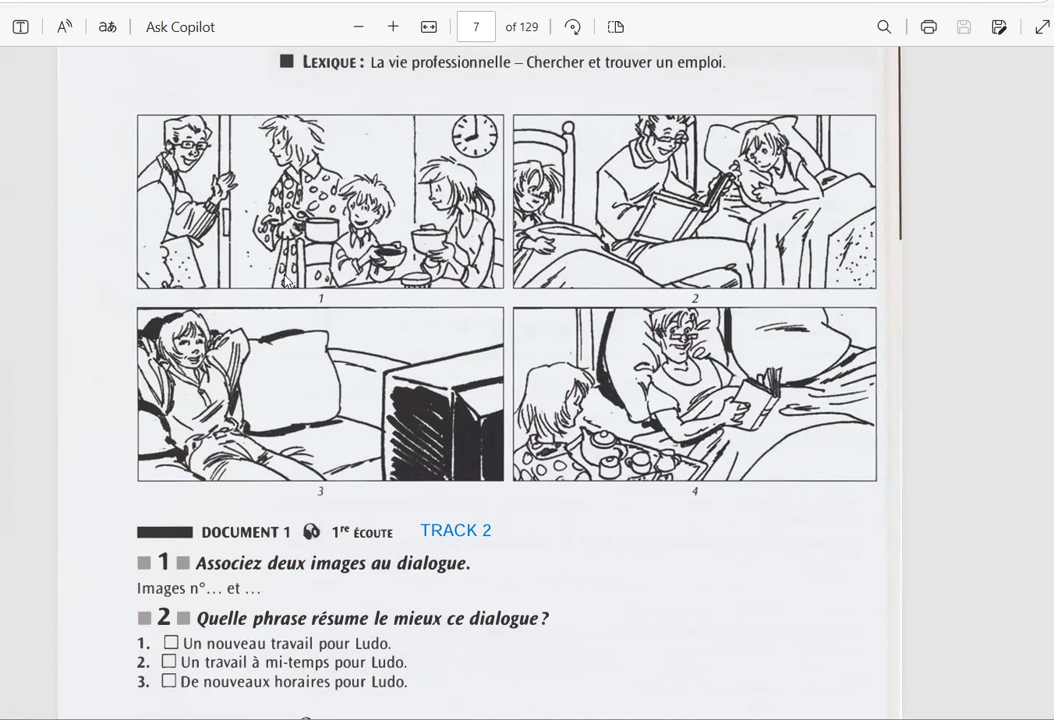 Ask Copilot
7 of 129
LEXIQUE : La vie professionnelle – Chercher et trouver un emploi.
1
2
3
4
DOCUMENT 1 1re ÉCOUTE TRACK 2
1 Associez deux images au dialogue.
Images n°… et …
2 Quelle phrase résume le mieux ce dialogue ?
1. Un nouveau travail pour Ludo.
2. Un travail à mi-temps pour Ludo.
3. De nouveaux horaires pour Ludo.